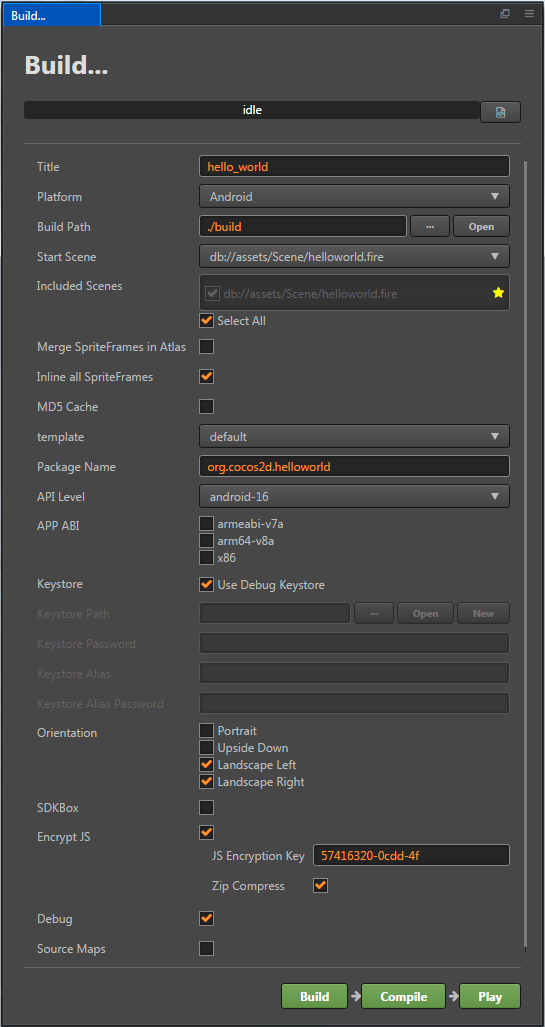 Build...
Build...
idle
Title hello_world
Platform Android
Build Path ./build ... Open
Start Scene db://assets/Scene/helloworld.fire
Included Scenes db://assets/Scene/helloworld.fire
Select All
Merge SpriteFrames in Atlas
Inline all SpriteFrames
MD5 Cache
template default
Package Name org.cocos2d.helloworld
API Level android-16
APP ABI armeabi-v7a
arm64-v8a
x86
Keystore Use Debug Keystore
Keystore Path ... Open New
Keystore Password
Keystore Alias
Keystore Alias Password
Orientation Portrait
Upside Down
Landscape Left
Landscape Right
SDKBox
Encrypt JS
JS Encryption Key 57416320-0cdd-4f
Zip Compress
Debug
Source Maps
Build Compile Play